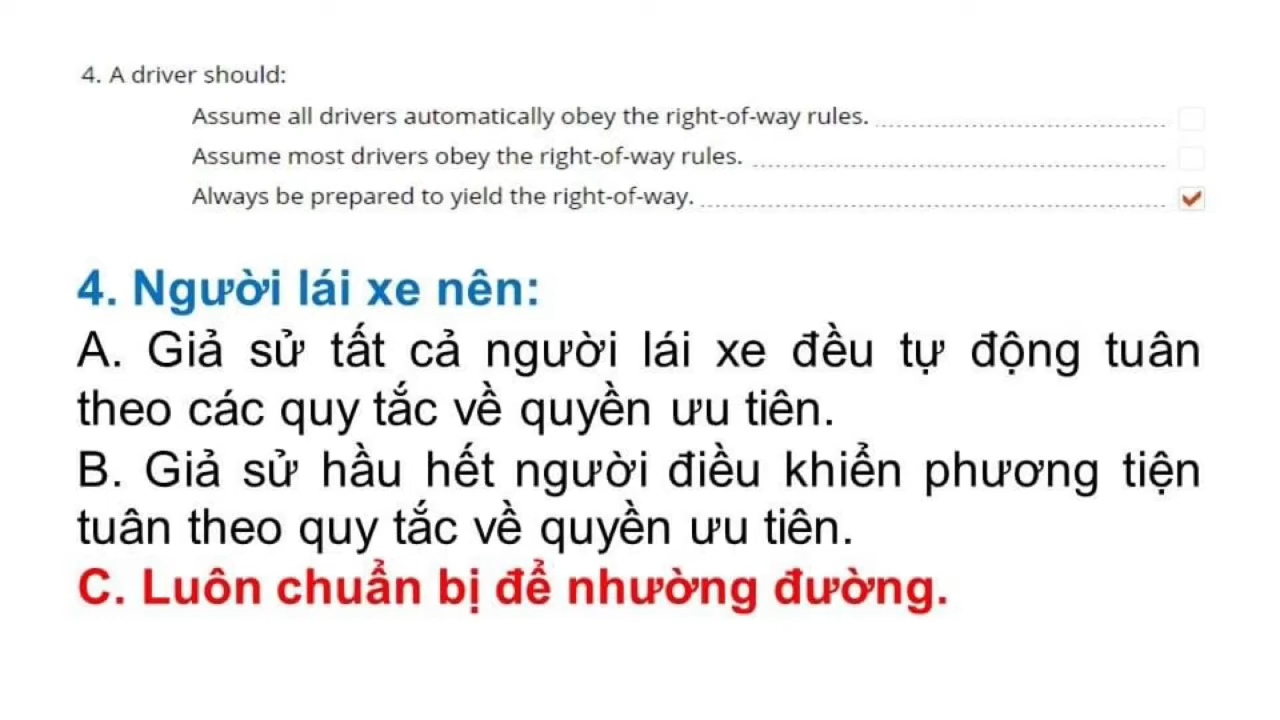 4. A driver should:
Assume all drivers automatically obey the right-of-way rules.
Assume most drivers obey the right-of-way rules.
Always be prepared to yield the right-of-way.
4. Người lái xe nên:
A. Giả sử tất cả người lái xe đều tự động tuân
theo các quy tắc về quyền ưu tiên.
B. Giả sử hầu hết người điều khiển phương tiện
tuân theo quy tắc về quyền ưu tiên.
C. Luôn chuẩn bị để nhường đường.